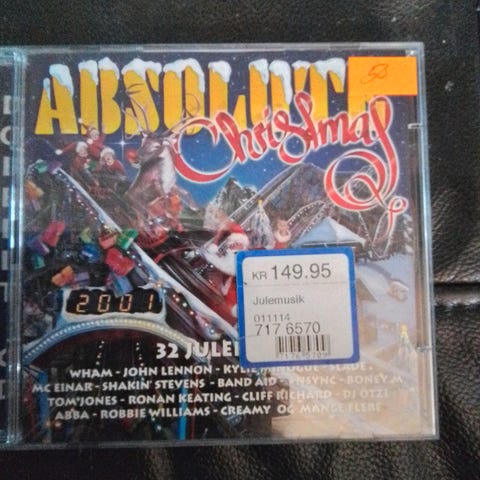 ABSOLUTE
50
Christmas
KR 149.95
Julemusik
011114
717 6570
2001
32
WHAM - JOHN LENNON - KYLIE MINOGUE - SLADE
MC EINAR - SHAKIN' STEVENS - BAND AID - NSYNC - BONEY M
TOM JONES - RONAN KEATING - CLIFF RICHARD - DJ ÖTZI
ABBA - ROBBIE WILLIAMS - CREAMY OG MANGE FLERE